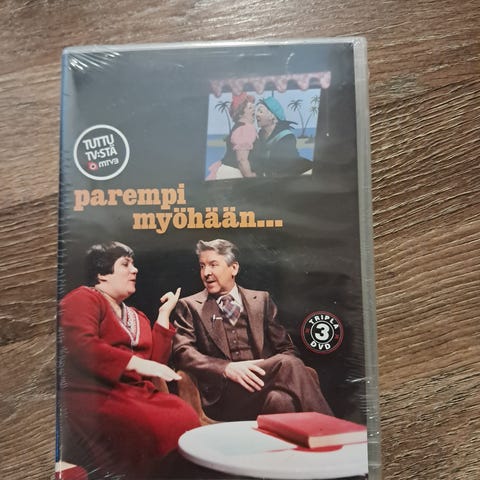 TUTTU
TV:STÄ
MTV3
parempi
myöhään...
TRIPLA
3
DVD